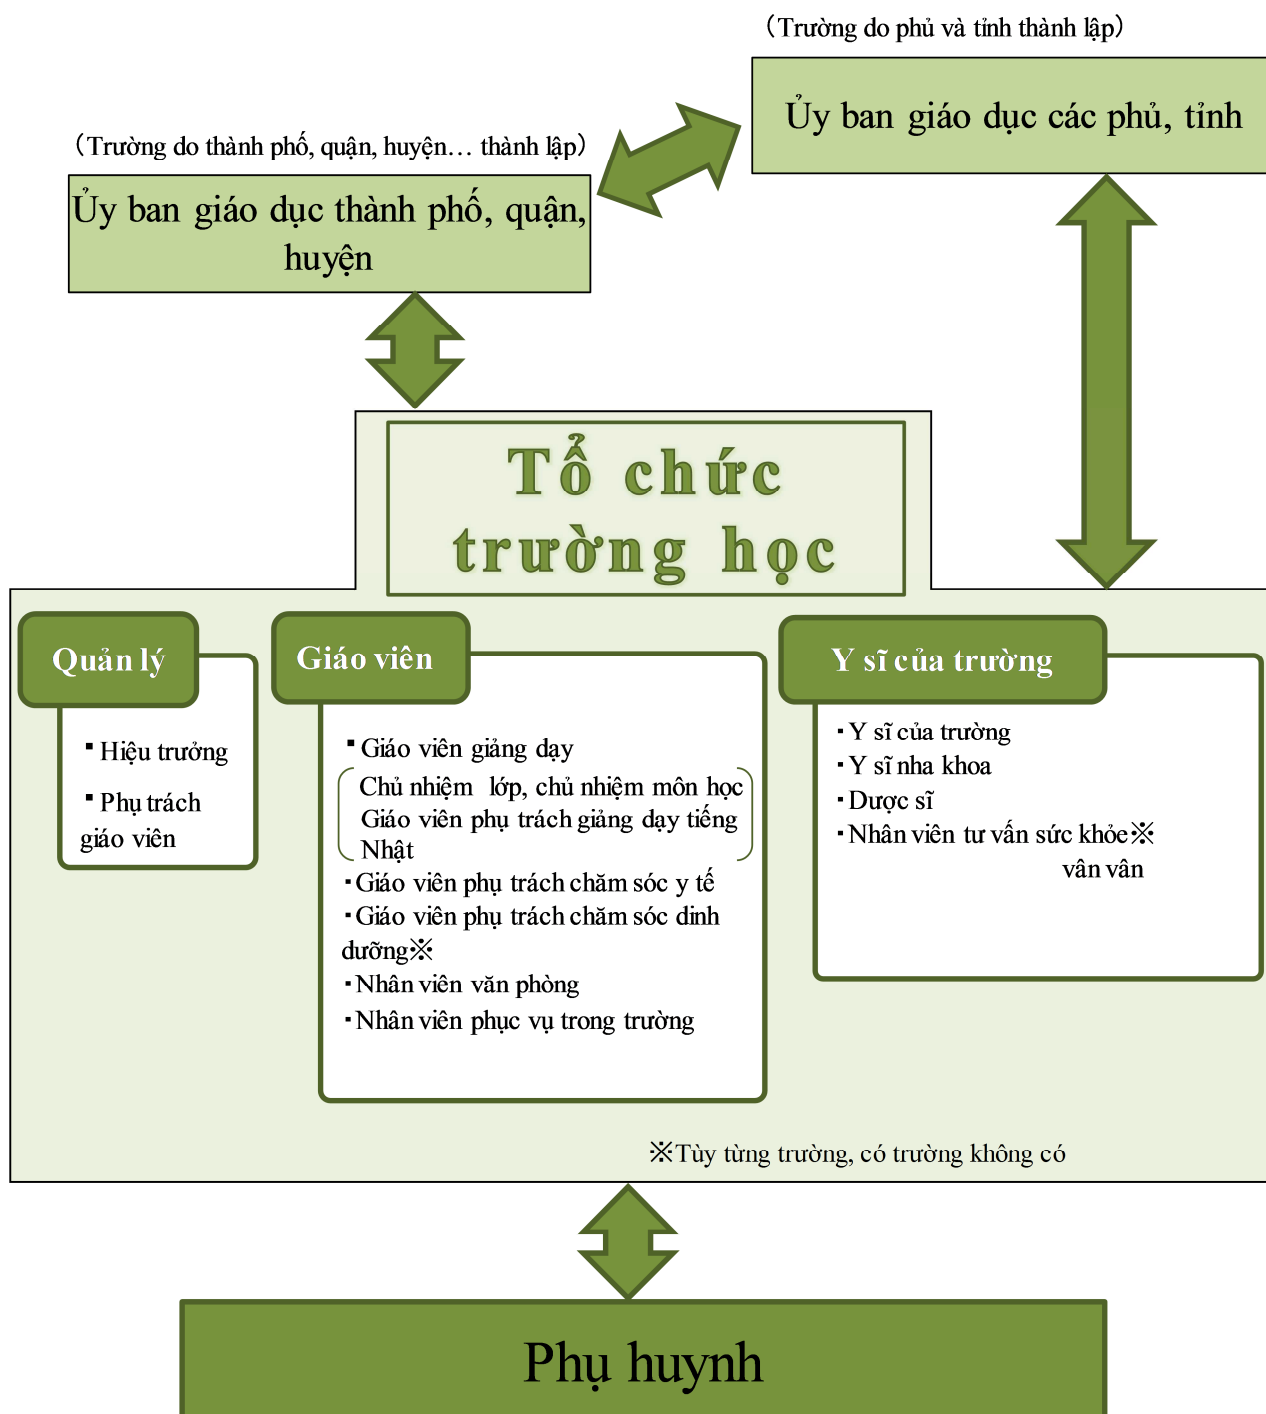 （Trường do phủ và tỉnh thành lập）
Ủy ban giáo dục các phủ, tỉnh
（Trường do thành phố, quận, huyện… thành lập）
Ủy ban giáo dục thành phố, quận,
huyện
Tổ chức
trường học
Quản lý
▪ Hiệu trưởng
▪ Phụ trách
giáo viên
Giáo viên
▪ Giáo viên giảng dạy
Chủ nhiệm lớp, chủ nhiệm môn học
Giáo viên phụ trách giảng dạy tiếng
Nhật
▪Giáo viên phụ trách chăm sóc y tế
▪Giáo viên phụ trách chăm sóc dinh
dưỡng※
▪Nhân viên văn phòng
▪Nhân viên phục vụ trong trường
Y sĩ của trường
▪Y sĩ của trường
▪Y sĩ nha khoa
▪Dược sĩ
▪Nhân viên tư vấn sức khỏe※
vân vân
※Tùy từng trường, có trường không có
Phụ huynh